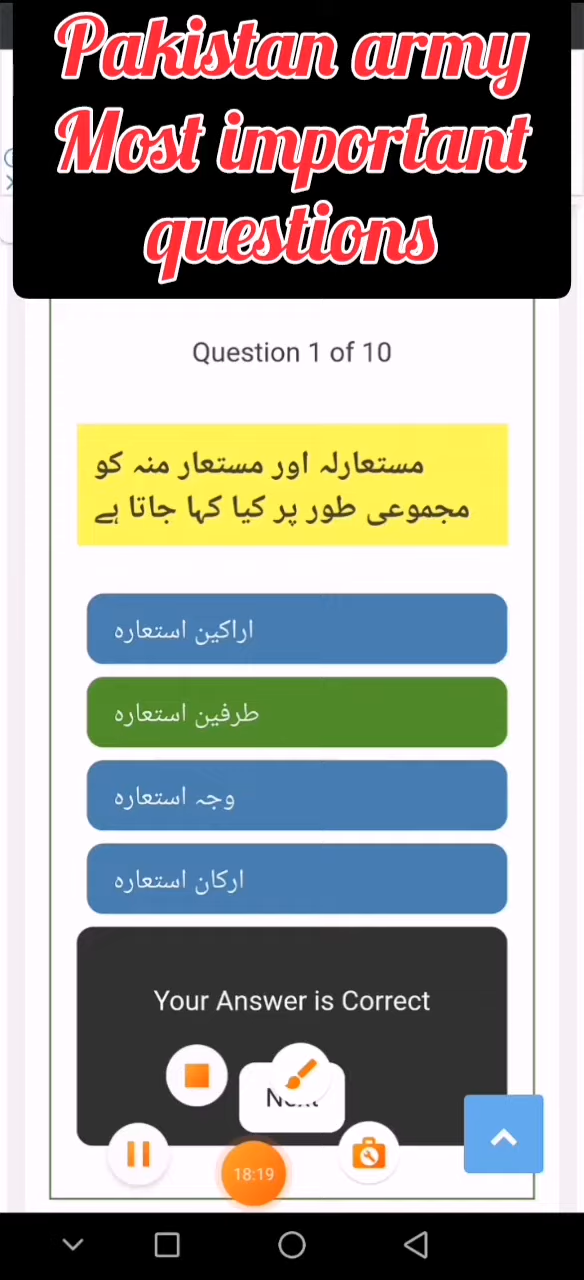 Pakistan army
Most important
questions
Question 1 of 10
مستعارلہ اور مستعار منہ کو
مجموعی طور پر کیا کہا جاتا ہے
اراکین استعارہ
طرفین استعارہ
وجہ استعارہ
ارکان استعارہ
Your Answer is Correct
18:19